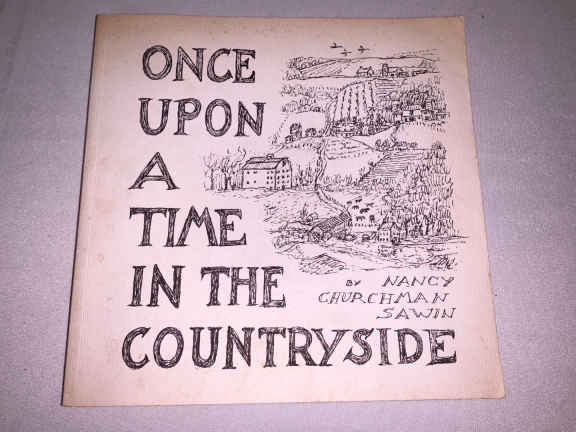 ONCE
UPON
A
TIME
IN THE
COUNTRYSIDE
BY NANCY
CHURCHMAN
SAWIN